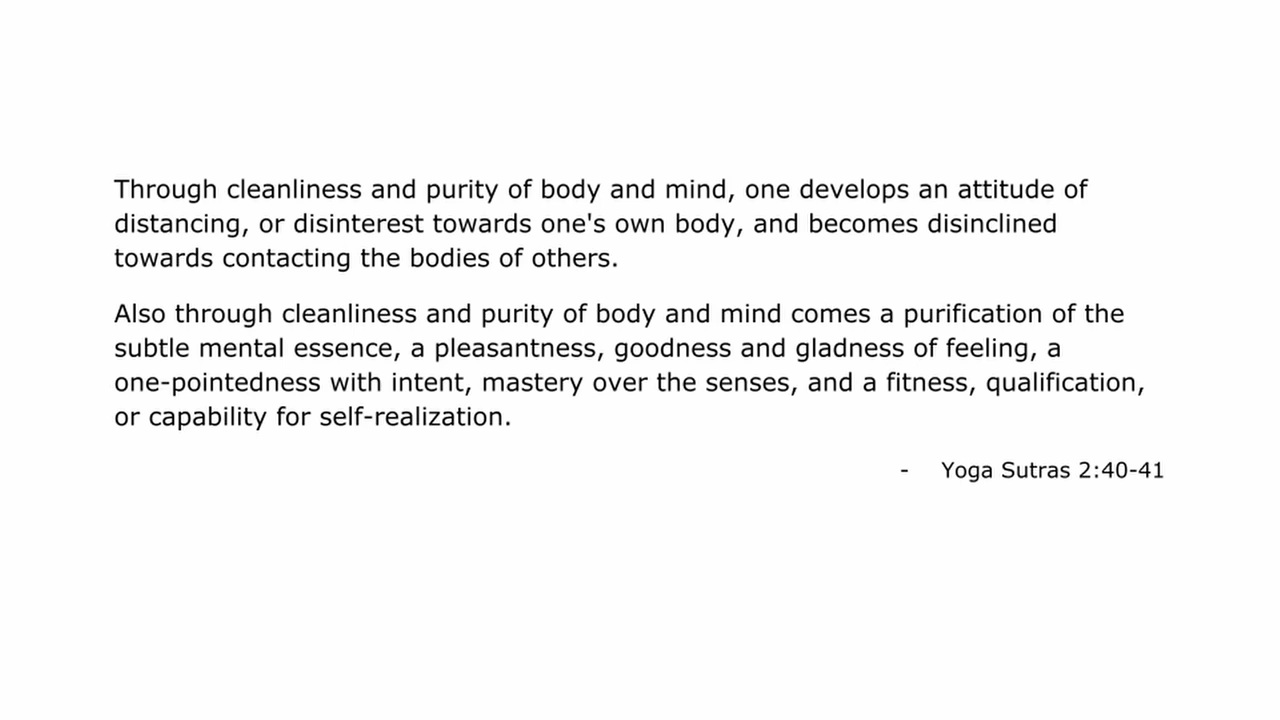 Through cleanliness and purity of body and mind, one develops an attitude of
distancing, or disinterest towards one's own body, and becomes disinclined
towards contacting the bodies of others.
Also through cleanliness and purity of body and mind comes a purification of the
subtle mental essence, a pleasantness, goodness and gladness of feeling, a
one-pointedness with intent, mastery over the senses, and a fitness, qualification,
or capability for self-realization.
- Yoga Sutras 2:40-41